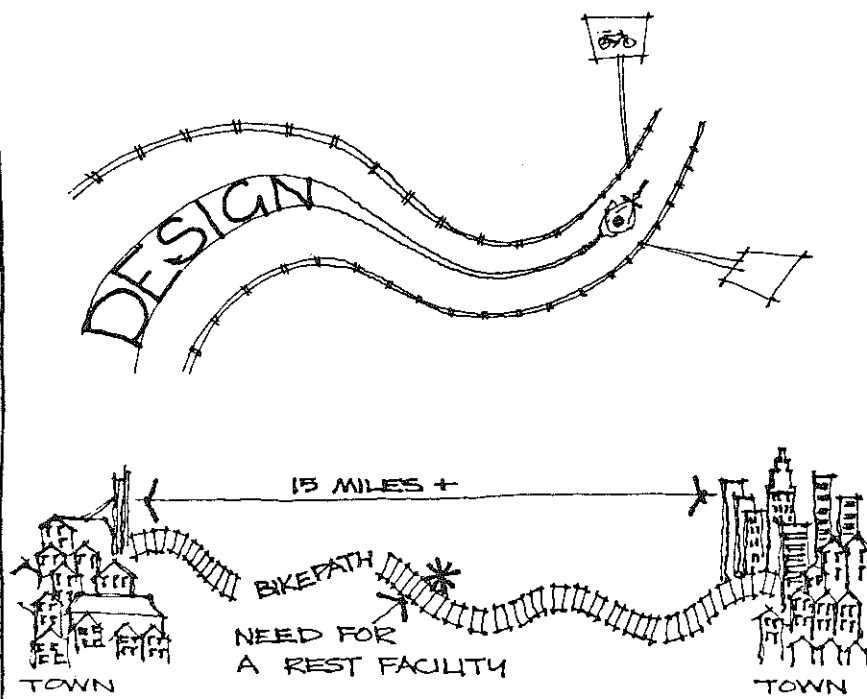 DESIGN
15 MILES +
BIKEPATH
NEED FOR
A REST FACILITY
TOWN
TOWN